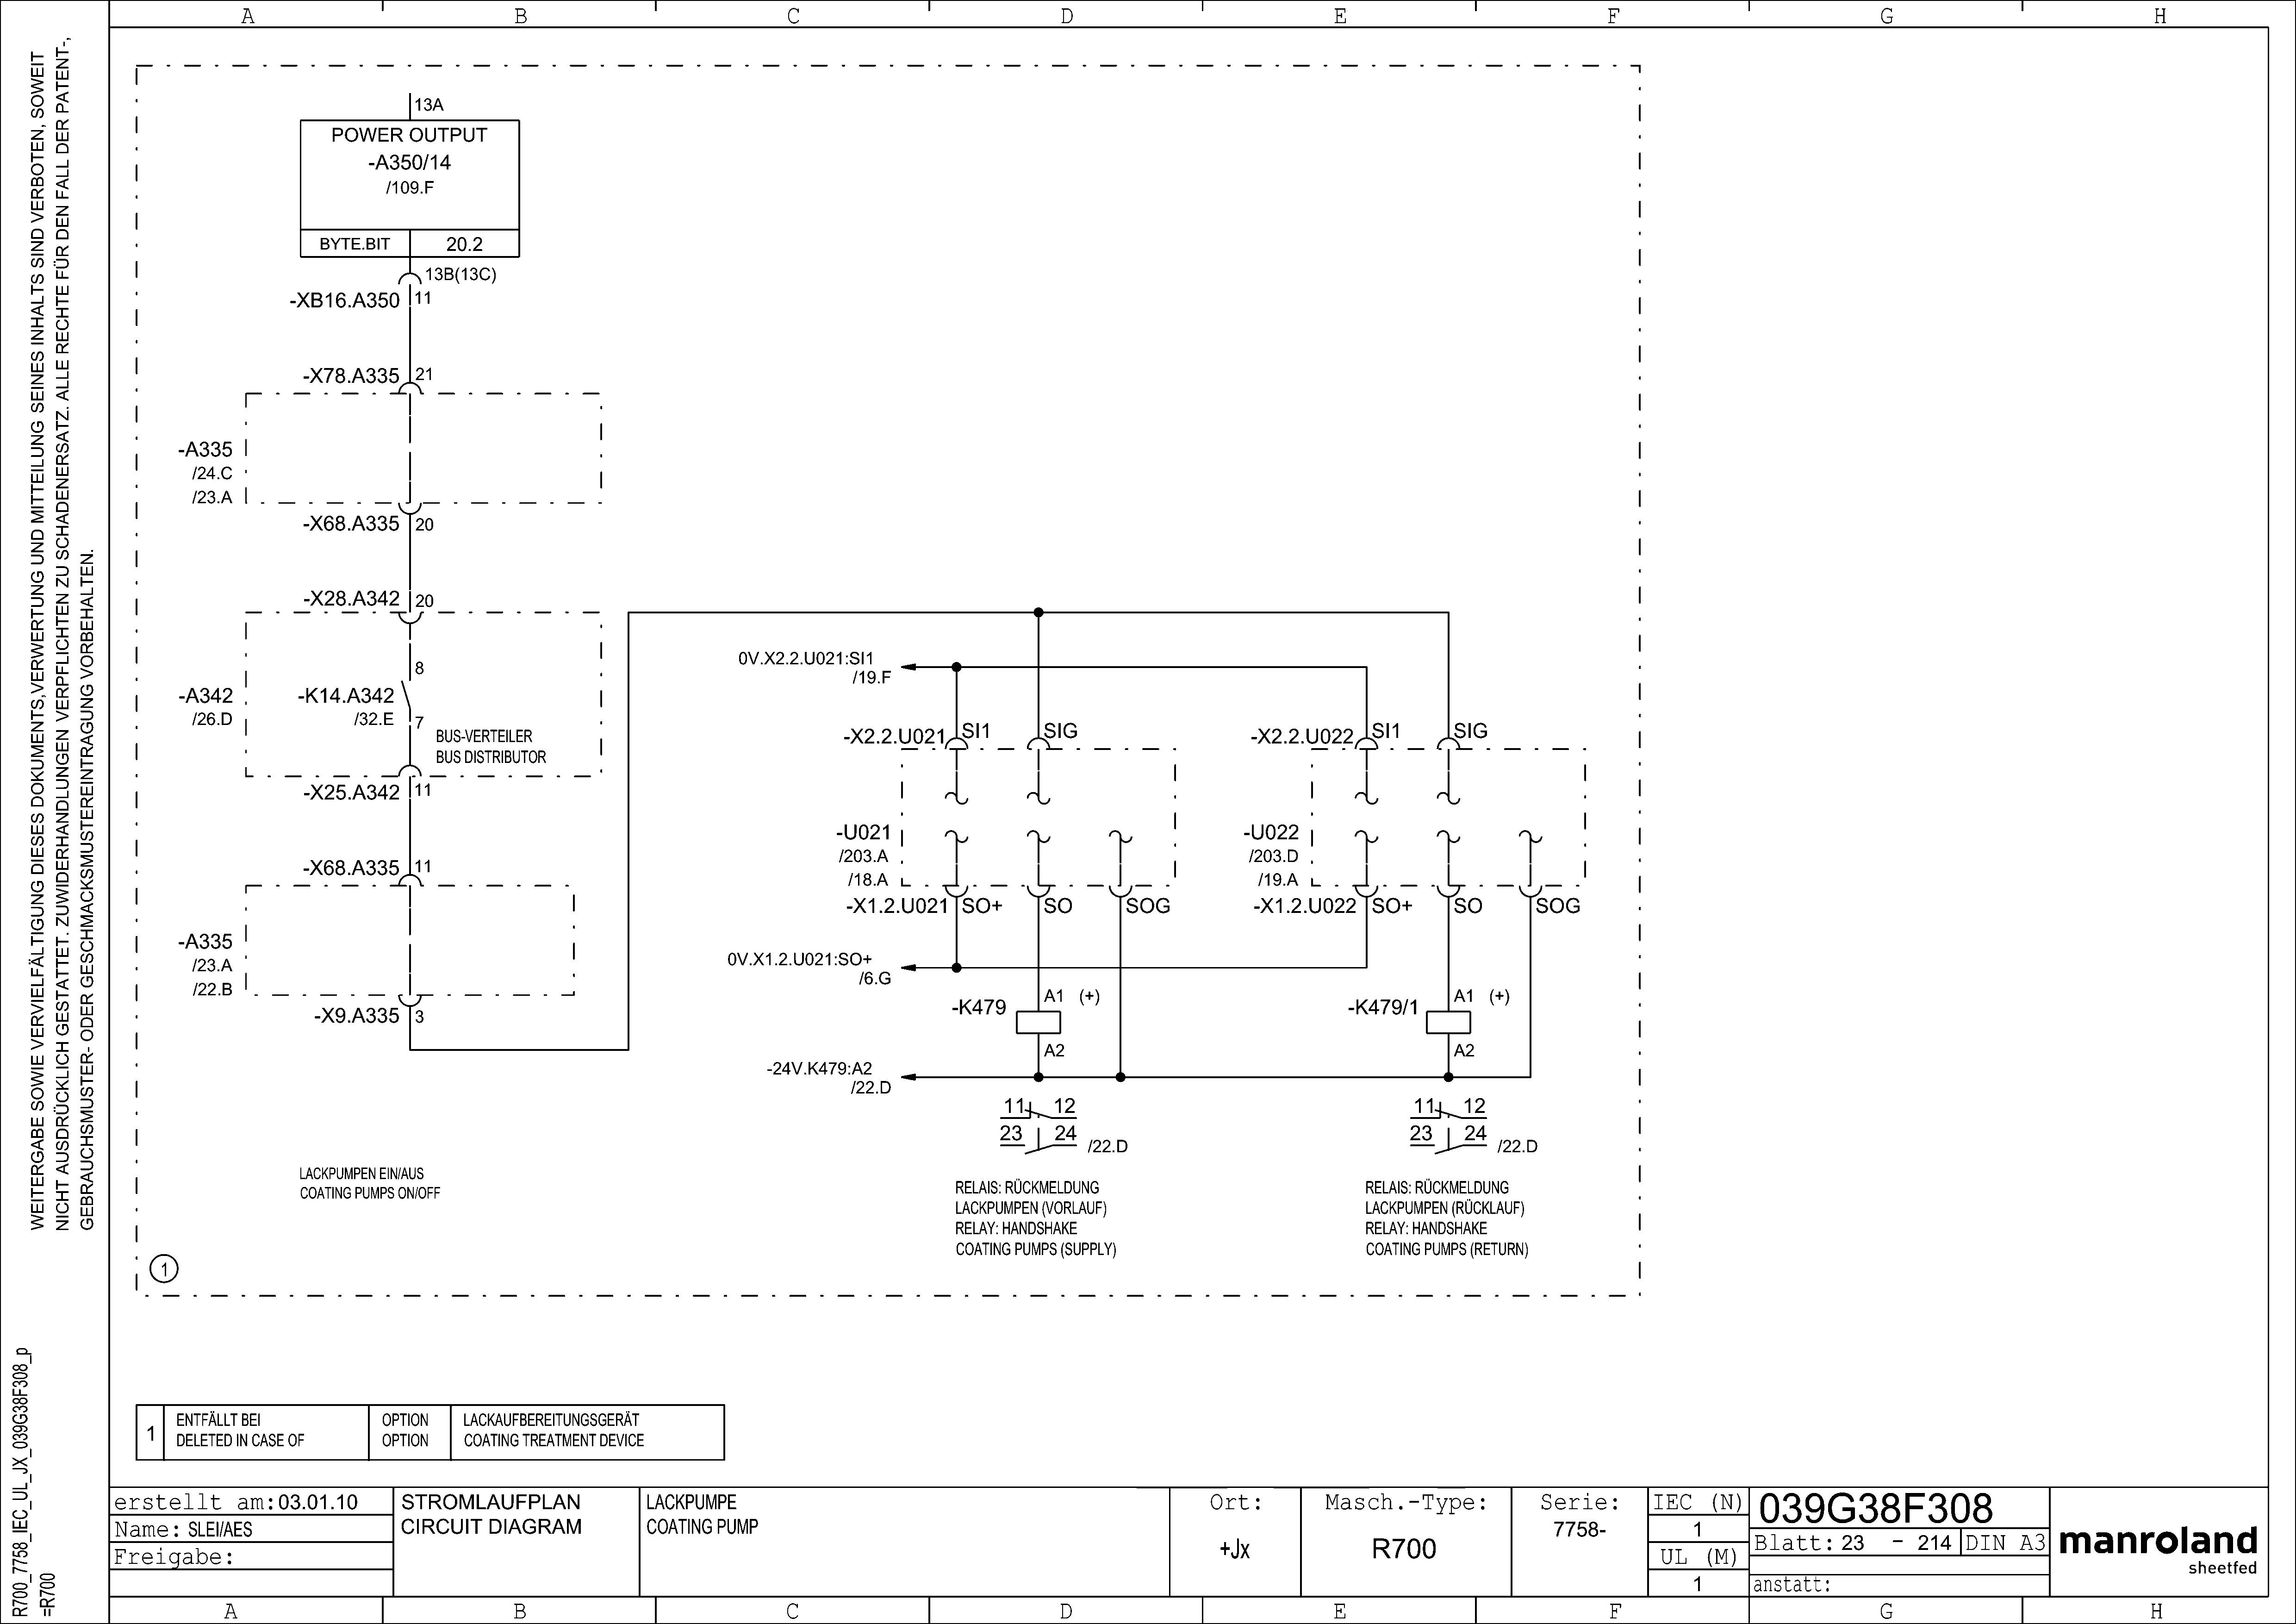 A B C D E F G H
WEITERGABE SOWIE VERVIELFÄLTIGUNG DIESES DOKUMENTS,VERWERTUNG UND MITTEILUNG SEINES INHALTS SIND VERBOTEN, SOWEIT
NICHT AUSDRÜCKLICH GESTATTET. ZUWIDERHANDLUNGEN VERPFLICHTEN ZU SCHADENERSATZ. ALLE RECHTE FÜR DEN FALL DER PATENT-,
GEBRAUCHSMUSTER- ODER GESCHMACKSMUSTEREINTRAGUNG VORBEHALTEN.
R700_7758_IEC_UL_JX_039G38F308_p
=R700
13A
POWER OUTPUT
-A350/14
/109.F
BYTE.BIT 20.2
13B(13C)
-XB16.A350 11
-X78.A335 21
-A335
/24.C
/23.A
-X68.A335 20
-X28.A342 20
8
-A342 -K14.A342
/26.D /32.E 7
BUS-VERTEILER
BUS DISTRIBUTOR
-X25.A342 11
-X68.A335 11
-A335
/23.A
/22.B
-X9.A335 3
LACKPUMPEN EIN/AUS
COATING PUMPS ON/OFF
1
0V.X2.2.U021:SI1
/19.F
-X2.2.U021 SI1 SIG
-U021
/203.A
/18.A
-X1.2.U021 SO+ SO SOG
0V.X1.2.U021:SO+
/6.G
-K479 A1 (+)
A2
-24V.K479:A2
/22.D
11 12
23 24
/22.D
RELAIS: RÜCKMELDUNG
LACKPUMPEN (VORLAUF)
RELAY: HANDSHAKE
COATING PUMPS (SUPPLY)
-X2.2.U022 SI1 SIG
-U022
/203.D
/19.A
-X1.2.U022 SO+ SO SOG
-K479/1 A1 (+)
A2
11 12
23 24
/22.D
RELAIS: RÜCKMELDUNG
LACKPUMPEN (RÜCKLAUF)
RELAY: HANDSHAKE
COATING PUMPS (RETURN)
1 ENTFÄLLT BEI OPTION LACKAUFBEREITUNGSGERÄT
DELETED IN CASE OF OPTION COATING TREATMENT DEVICE
erstellt am: 03.01.10
Name: SLEI/AES
Freigabe:
STROMLAUFPLAN
CIRCUIT DIAGRAM
LACKPUMPE
COATING PUMP
Ort:
+Jx
Masch.-Type:
R700
Serie:
7758-
IEC (N)
1
UL (M)
1
039G38F308
Blatt: 23 - 214 DIN A3
anstatt:
manroland
sheetfed
A B C D E F G H